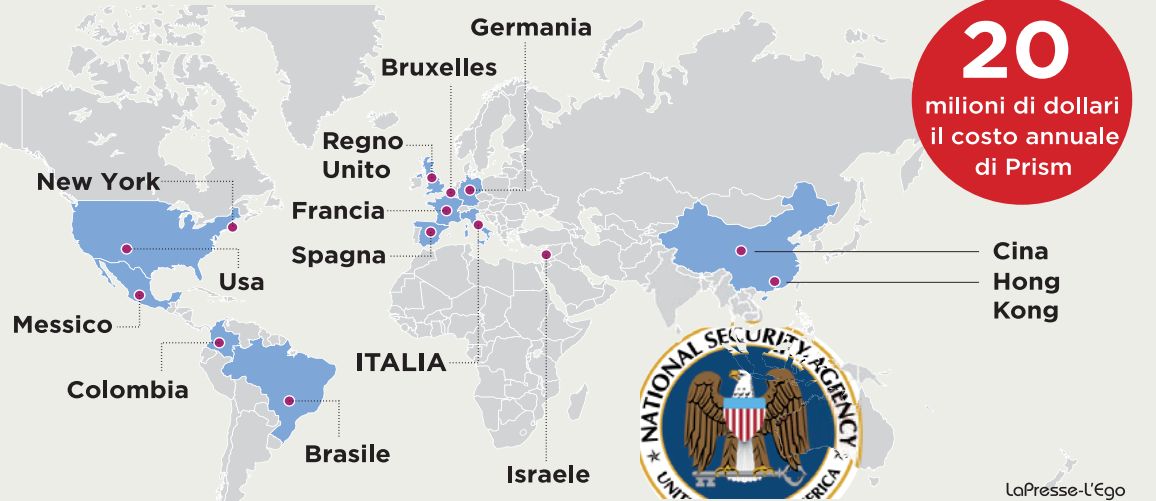 Germania
Bruxelles
Regno
Unito
New York
Francia
Spagna
Usa
Messico
ITALIA
Colombia
Brasile
Israele
20
milioni di dollari
il costo annuale
di Prism
Cina
Hong
Kong
NATIONAL SECURITY AGENCY
LaPresse-L'Ego